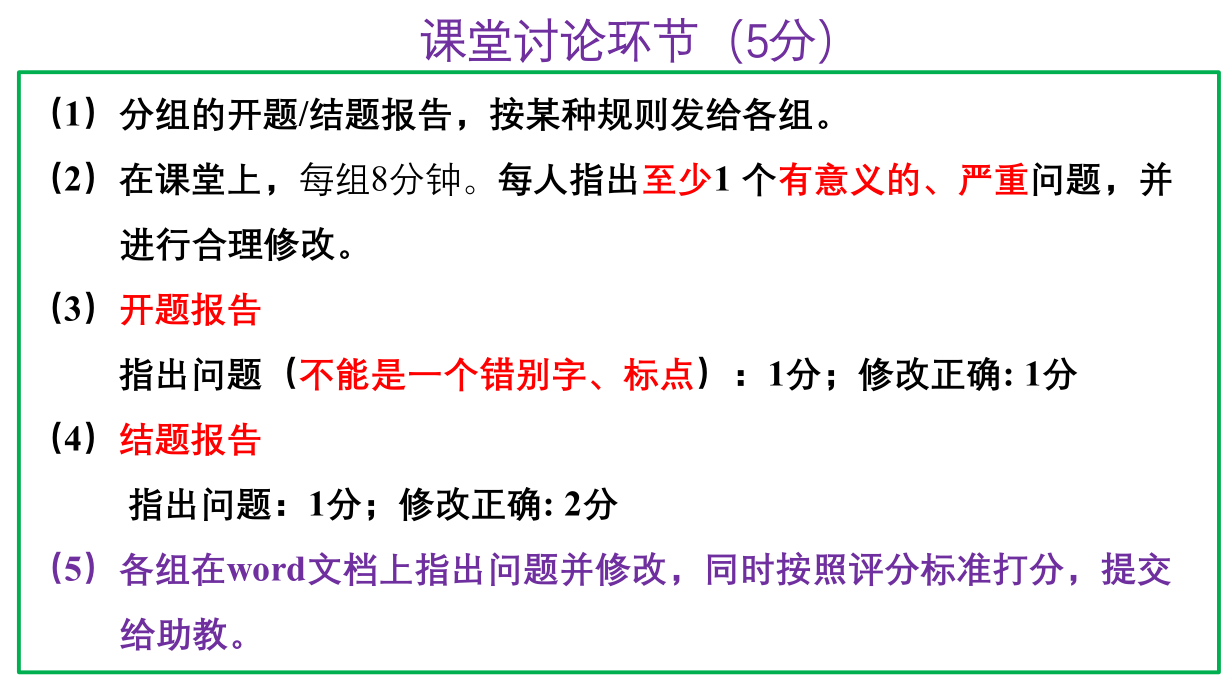 课堂讨论环节（5分）
（1）分组的开题/结题报告，按某种规则发给各组。
（2）在课堂上，每组8分钟。每人指出至少1 个有意义的、严重问题，并
进行合理修改。
（3）开题报告
指出问题（不能是一个错别字、标点）：1分；修改正确: 1分
（4）结题报告
指出问题：1分；修改正确: 2分
（5）各组在word文档上指出问题并修改，同时按照评分标准打分，提交
给助教。